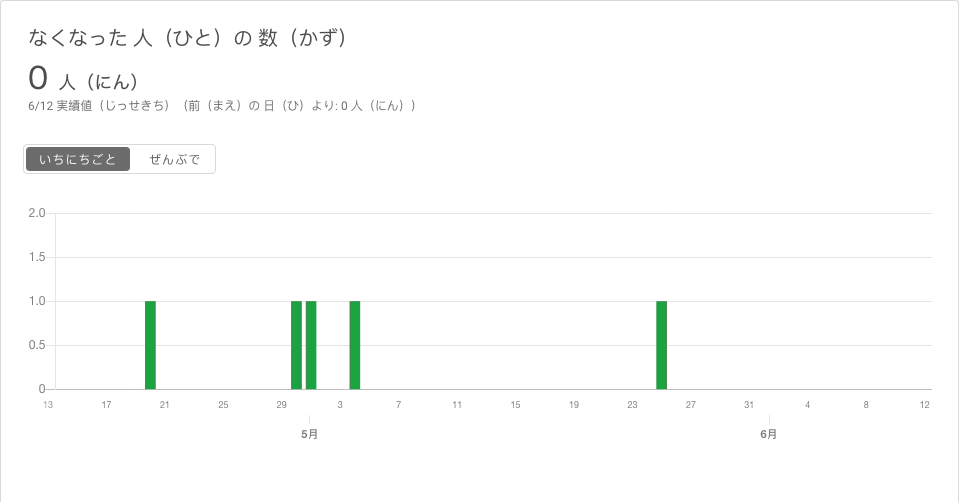 なくなった 人（ひと）の 数（かず）
0 人（にん）
6/12 実績値（じっせきち）（前（まえ）の 日（ひ）より: 0 人（にん））
いちにちごと ぜんぶで
2.0
1.5
1.0
0.5
0
13 17 21 25 29 3 7 11 15 19 23 27 31 4 8 12
5月 6月